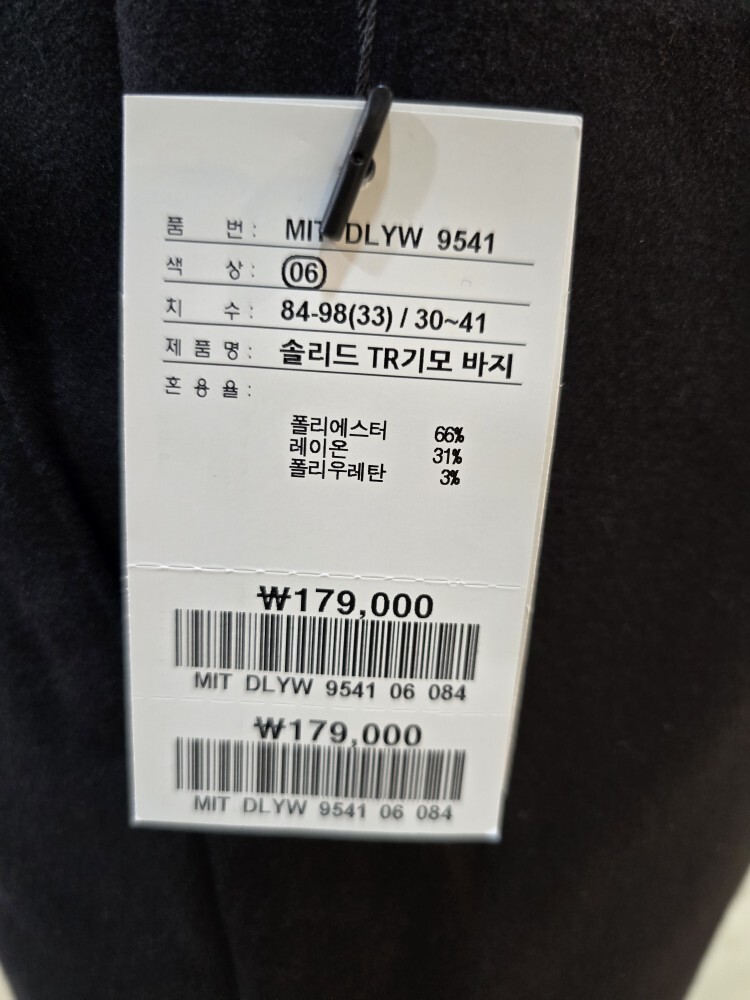 품 번 : MIT DLYW 9541
색 상 : 06
치 수 : 84-98(33) / 30~41
제 품 명 : 솔리드 TR기모 바지
혼 용 율 :
폴리에스터 66%
레이온 31%
폴리우레탄 3%
₩179,000
MIT DLYW 9541 06 084
₩179,000
MIT DLYW 9541 06 084